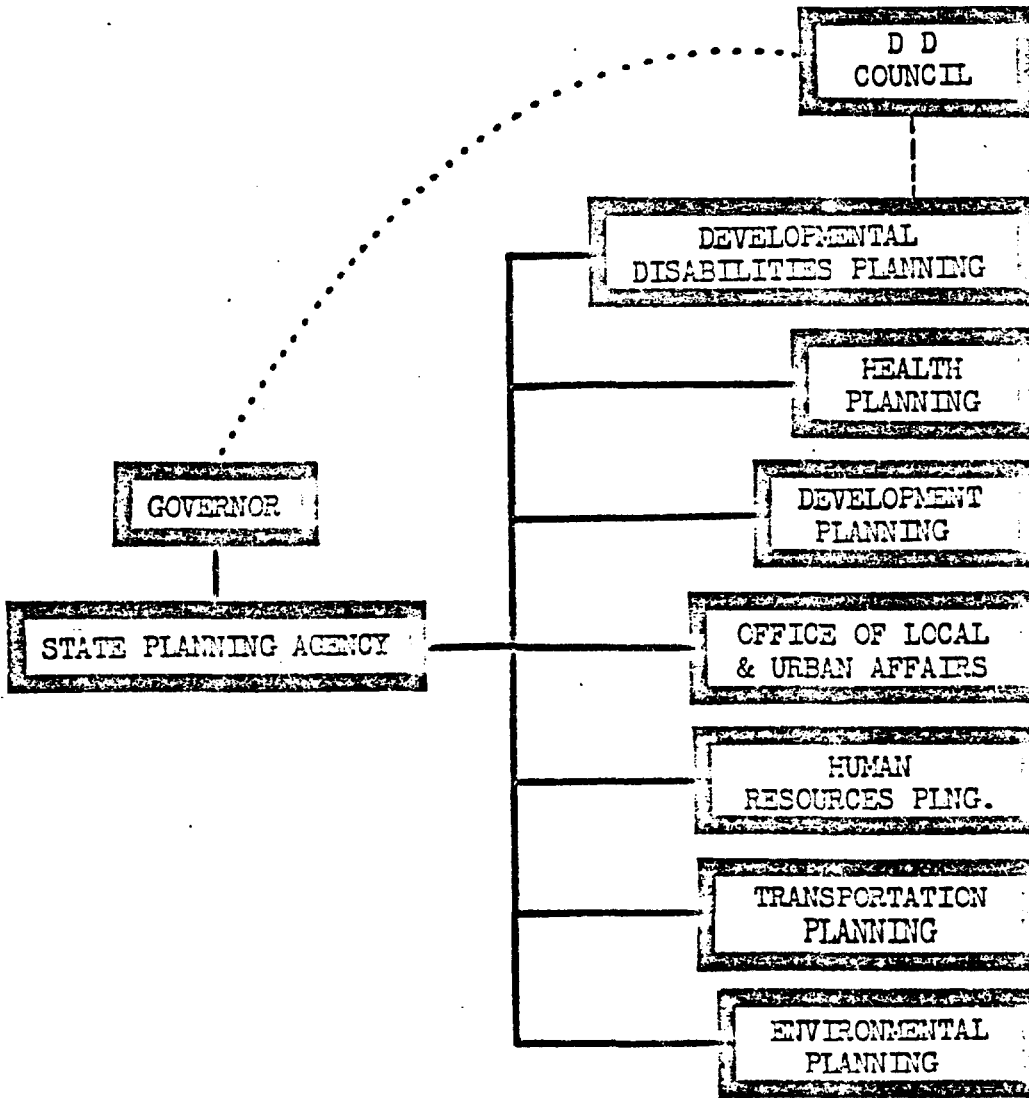 D D
COUNCIL
DEVELOPMENTAL
DISABILITIES PLANNING
HEALTH
PLANNING
DEVELOPMENT
PLANNING
GOVERNOR
STATE PLANNING AGENCY
OFFICE OF LOCAL
& URBAN AFFAIRS
HUMAN
RESOURCES PLNG.
TRANSPORTATION
PLANNING
ENVIRONMENTAL
PLANNING